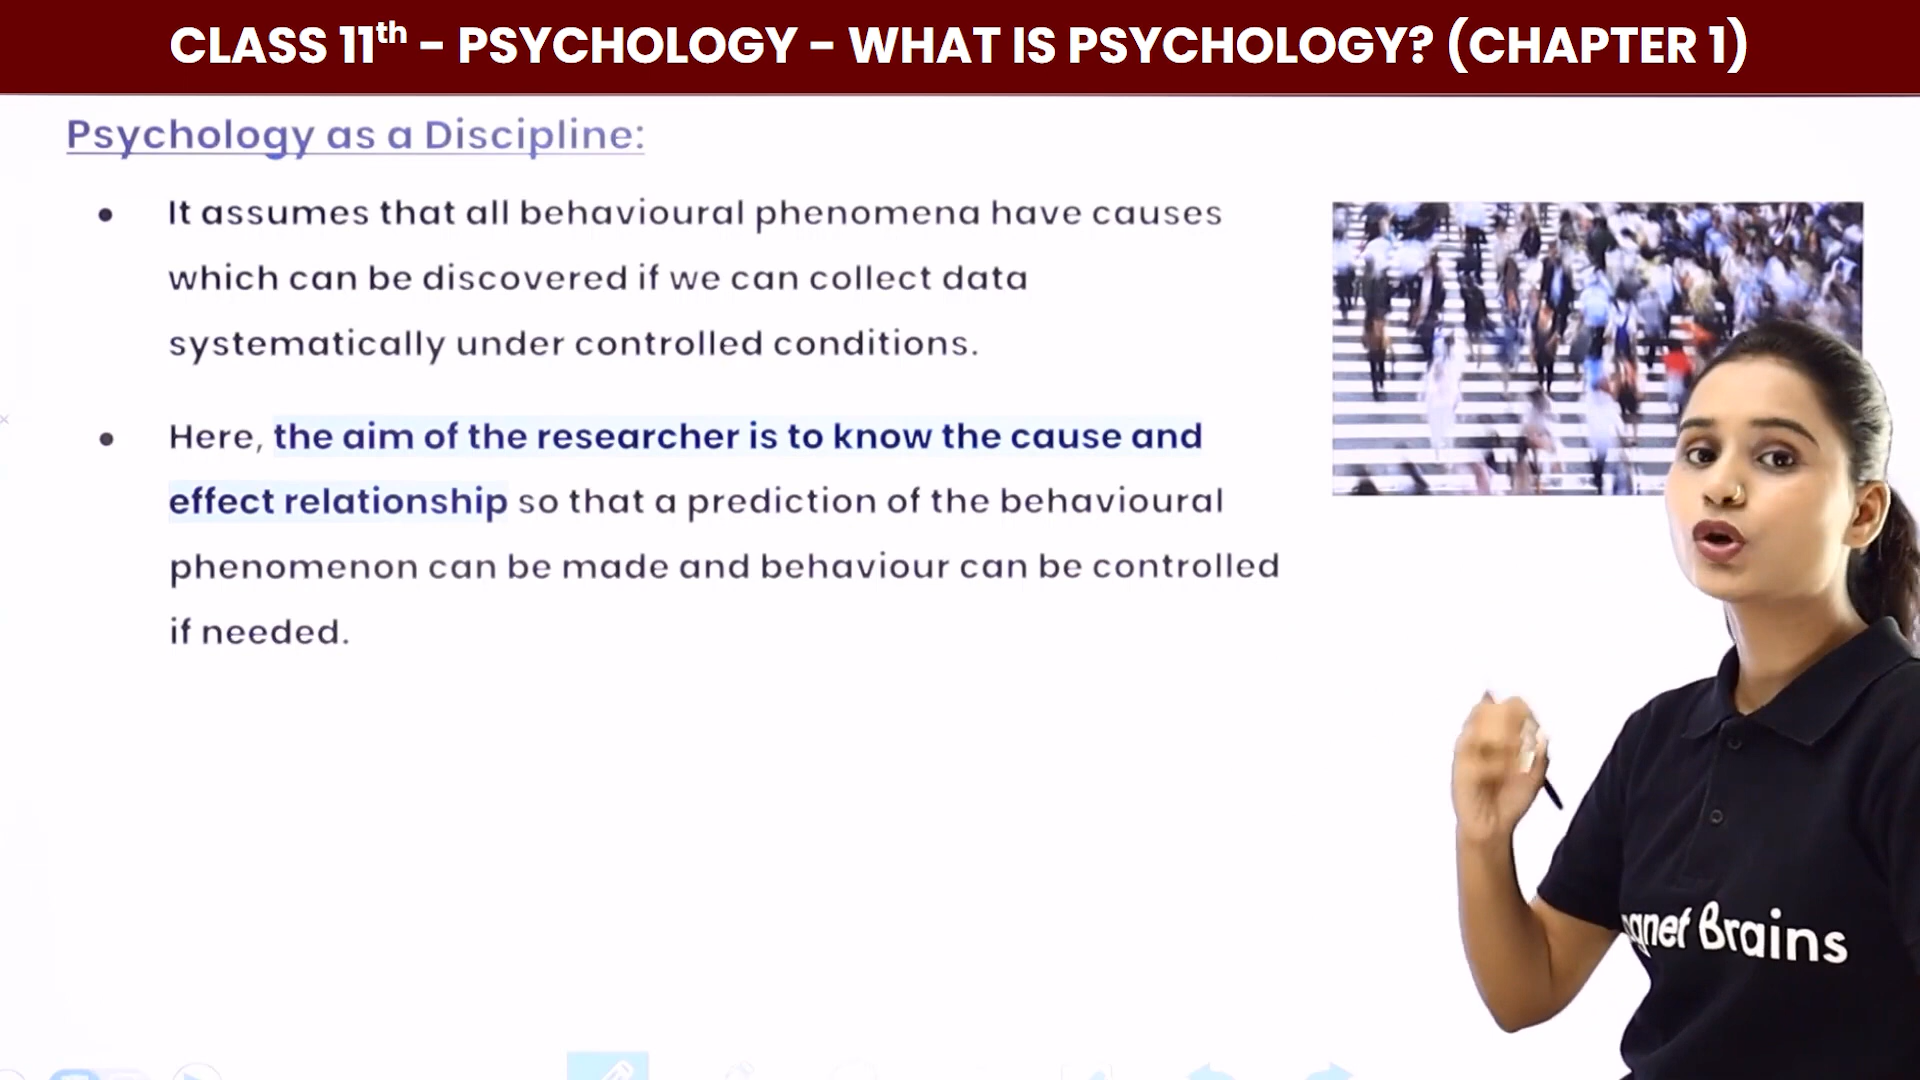 CLASS 11th – PSYCHOLOGY – WHAT IS PSYCHOLOGY? (CHAPTER 1)
Psychology as a Discipline:
• It assumes that all behavioural phenomena have causes
which can be discovered if we can collect data
systematically under controlled conditions.
• Here, the aim of the researcher is to know the cause and
effect relationship so that a prediction of the behavioural
phenomenon can be made and behaviour can be controlled
if needed.
Brains